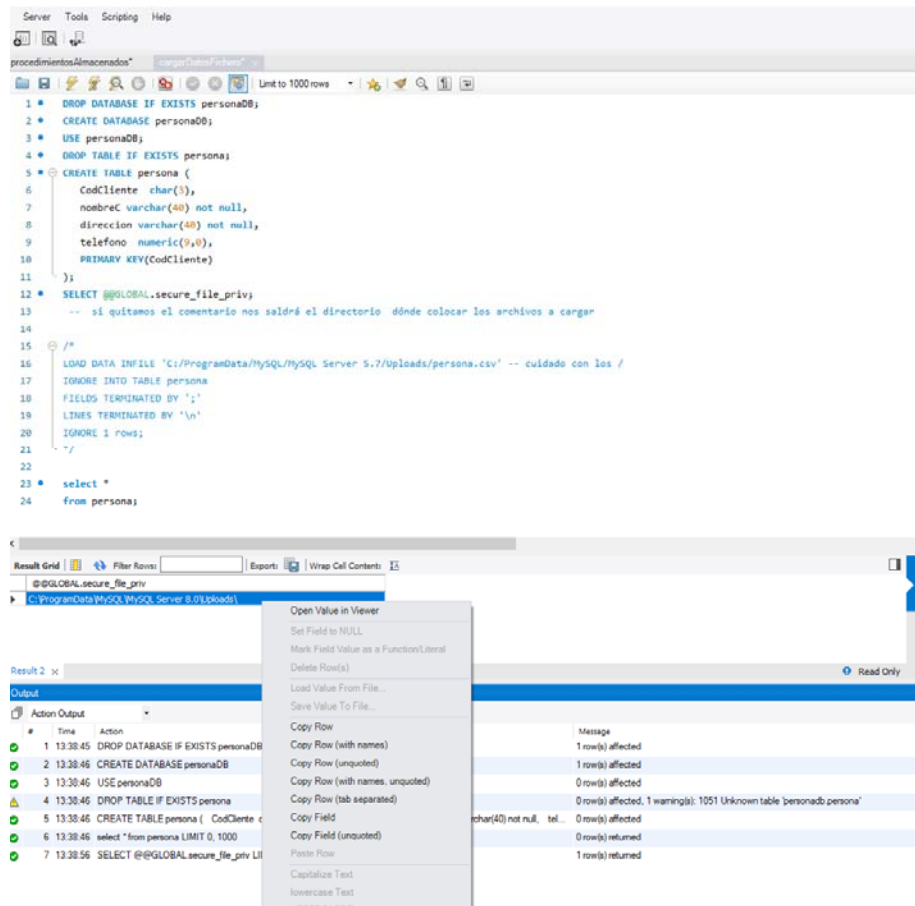 Server Tools Scripting Help
procedimientosAlmacenados* cargarDatosFichero*
Limit to 1000 rows
1 DROP DATABASE IF EXISTS personaDB;
2 CREATE DATABASE personaDB;
3 USE personaDB;
4 DROP TABLE IF EXISTS persona;
5 CREATE TABLE persona (
6 CodCliente char(3),
7 nombreC varchar(40) not null,
8 direccion varchar(40) not null,
9 telefono numeric(9,0),
10 PRIMARY KEY(CodCliente)
11 );
12 SELECT @@GLOBAL.secure_file_priv;
13 -- si quitamos el comentario nos saldrá el directorio dónde colocar los archivos a cargar
14
15 /*
16 LOAD DATA INFILE 'C:/ProgramData/MySQL/MySQL Server 5.7/Uploads/persona.csv' -- cuidado con los /
17 IGNORE INTO TABLE persona
18 FIELDS TERMINATED BY ';'
19 LINES TERMINATED BY '\n'
20 IGNORE 1 rows;
21 */
22
23 select *
24 from persona;
Result Grid Filter Rows: Export: Wrap Cell Content:
@@GLOBAL.secure_file_priv
C:\ProgramData\MySQL\MySQL Server 8.0\Uploads\
Open Value in Viewer
Set Field to NULL
Mark Field Value as a Function/Literal
Delete Row(s)
Load Value From File...
Save Value To File...
Copy Row
Copy Row (with names)
Copy Row (unquoted)
Copy Row (with names, unquoted)
Copy Row (tab separated)
Copy Field
Copy Field (unquoted)
Paste Row
Capitalize Text
lowercase Text
Result 2 Read Only
Output
Action Output
# Time Action Message
1 13:38:45 DROP DATABASE IF EXISTS personaDB 1 row(s) affected
2 13:38:46 CREATE DATABASE personaDB 1 row(s) affected
3 13:38:46 USE personaDB 0 row(s) affected
4 13:38:46 DROP TABLE IF EXISTS persona 0 row(s) affected, 1 warning(s): 1051 Unknown table 'personadb.persona'
5 13:38:46 CREATE TABLE persona ( CodCliente c rchar(40) not null, tel... 0 row(s) affected
6 13:38:46 select * from persona LIMIT 0, 1000 0 row(s) returned
7 13:38:56 SELECT @@GLOBAL.secure_file_priv LI 1 row(s) returned